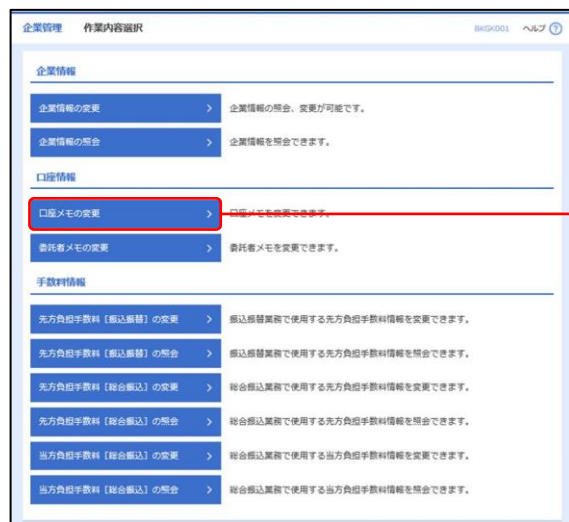 企業管理 作業内容選択 BKGK001 ヘルプ ?
企業情報
企業情報の変更 > 企業情報の照会、変更が可能です。
企業情報の照会 > 企業情報を照会できます。
口座情報
口座メモの変更 > 口座メモを変更できます。
委託者メモの変更 > 委託者メモを変更できます。
手数料情報
先方負担手数料［振込振替］の変更 > 振込振替業務で使用する先方負担手数料情報を変更できます。
先方負担手数料［振込振替］の照会 > 振込振替業務で使用する先方負担手数料情報を照会できます。
先方負担手数料［総合振込］の変更 > 総合振込業務で使用する先方負担手数料情報を変更できます。
先方負担手数料［総合振込］の照会 > 総合振込業務で使用する先方負担手数料情報を照会できます。
当方負担手数料［総合振込］の変更 > 総合振込業務で使用する当方負担手数料情報を変更できます。
当方負担手数料［総合振込］の照会 > 総合振込業務で使用する当方負担手数料情報を照会できます。